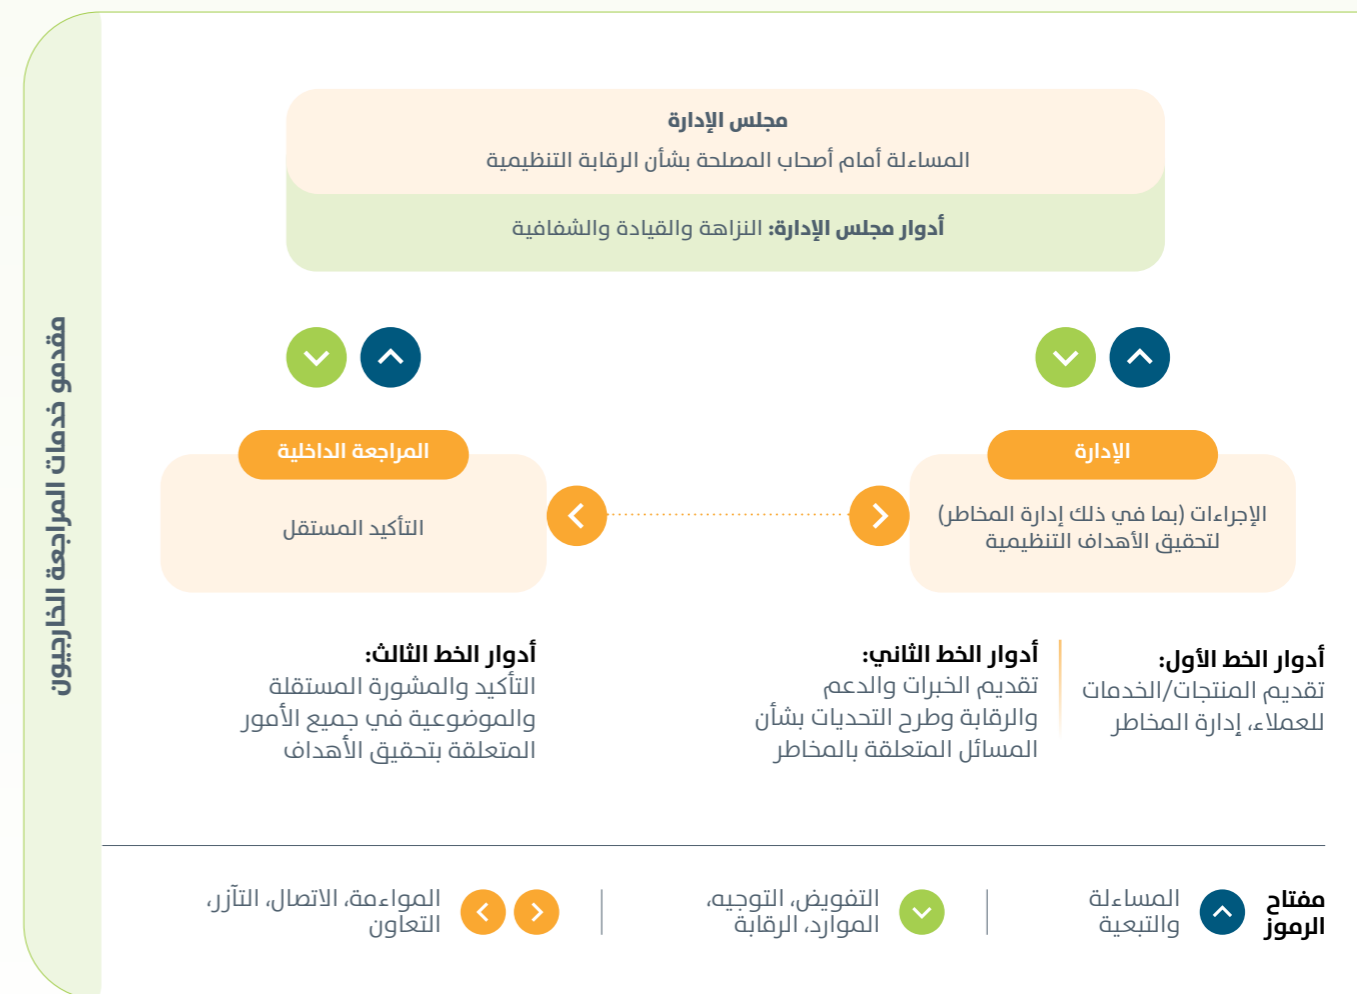 مجلس الإدارة
المساءلة أمام أصحاب المصلحة بشأن الرقابة التنظيمية
أدوار مجلس الإدارة: النزاهة والقيادة والشفافية
الإدارة
الإجراءات (بما في ذلك إدارة المخاطر)
لتحقيق الأهداف التنظيمية
المراجعة الداخلية
التأكيد المستقل
أدوار الخط الأول:
تقديم المنتجات/الخدمات
للعملاء، إدارة المخاطر
أدوار الخط الثاني:
تقديم الخبرات والدعم
والرقابة وطرح التحديات بشأن
المسائل المتعلقة بالمخاطر
أدوار الخط الثالث:
التأكيد والمشورة المستقلة
والموضوعية في جميع الأمور
المتعلقة بتحقيق الأهداف
مقدمو خدمات المراجعة الخارجيون
مفتاح
الرموز
المساءلة
والتبعية
التفويض، التوجيه،
الموارد، الرقابة
المواءمة، الاتصال، التآزر،
التعاون